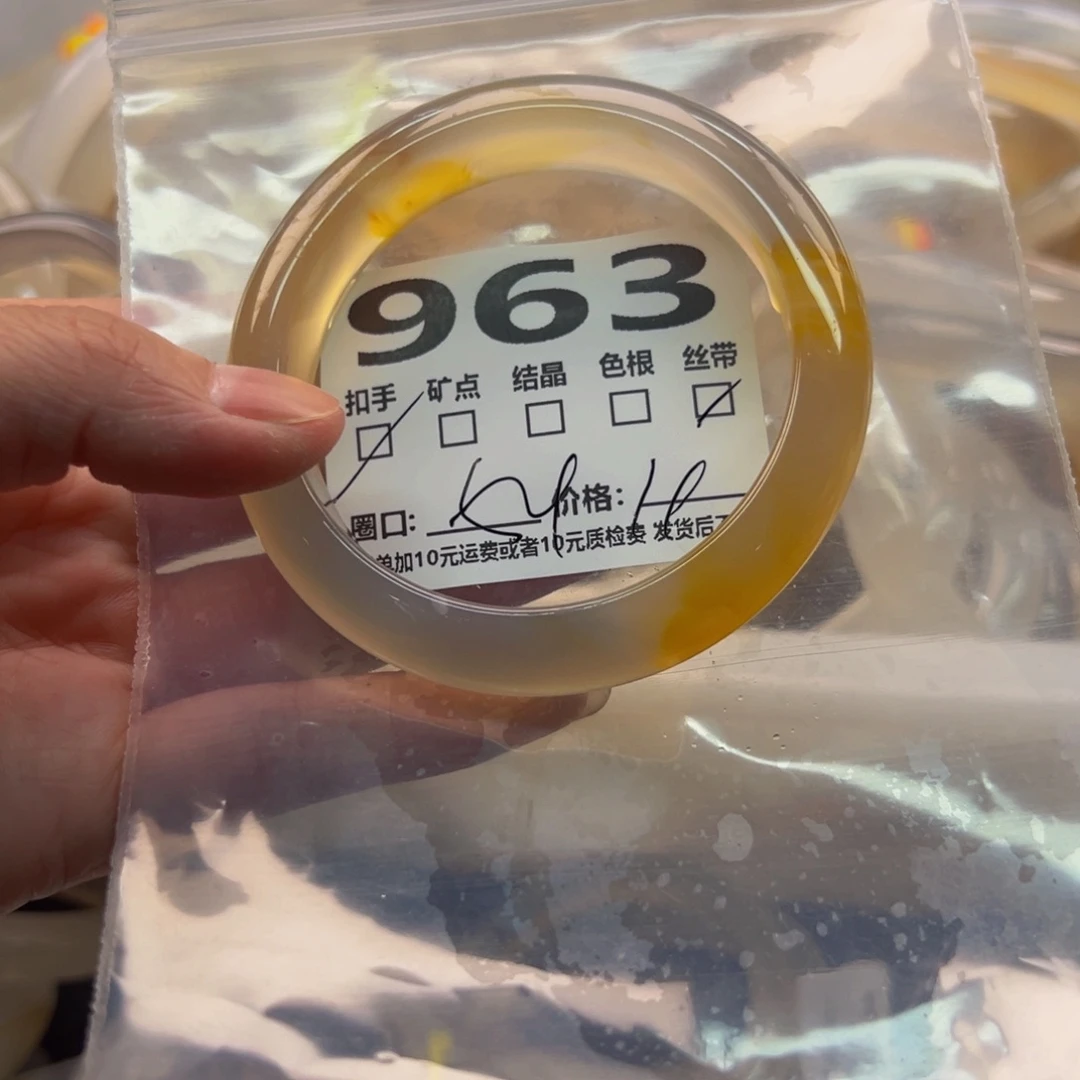 963
扣手 矿点 结晶 色根 丝带
圈口: 价格:
单加10元运费或者10元质检费 发货后